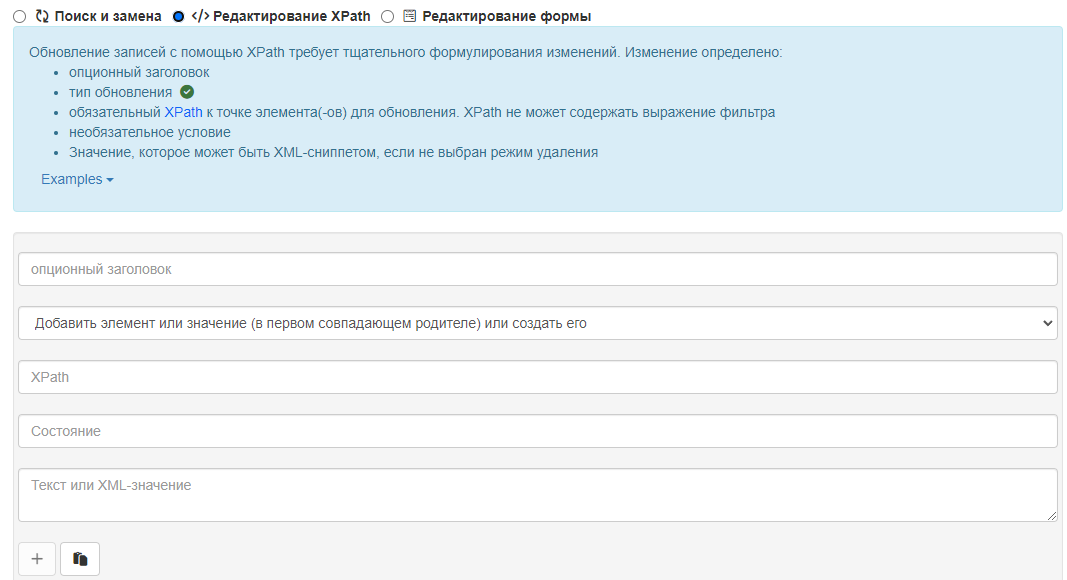 Поиск и замена </> Редактирование XPath Редактирование формы
Обновление записей с помощью XPath требует тщательного формулирования изменений. Изменение определено:
опционный заголовок
тип обновления
обязательный XPath к точке элемента(-ов) для обновления. XPath не может содержать выражение фильтра
необязательное условие
Значение, которое может быть XML-сниппетом, если не выбран режим удаления
Examples
опционный заголовок
Добавить элемент или значение (в первом совпадающем родителе) или создать его
XPath
Состояние
Текст или XML-значение